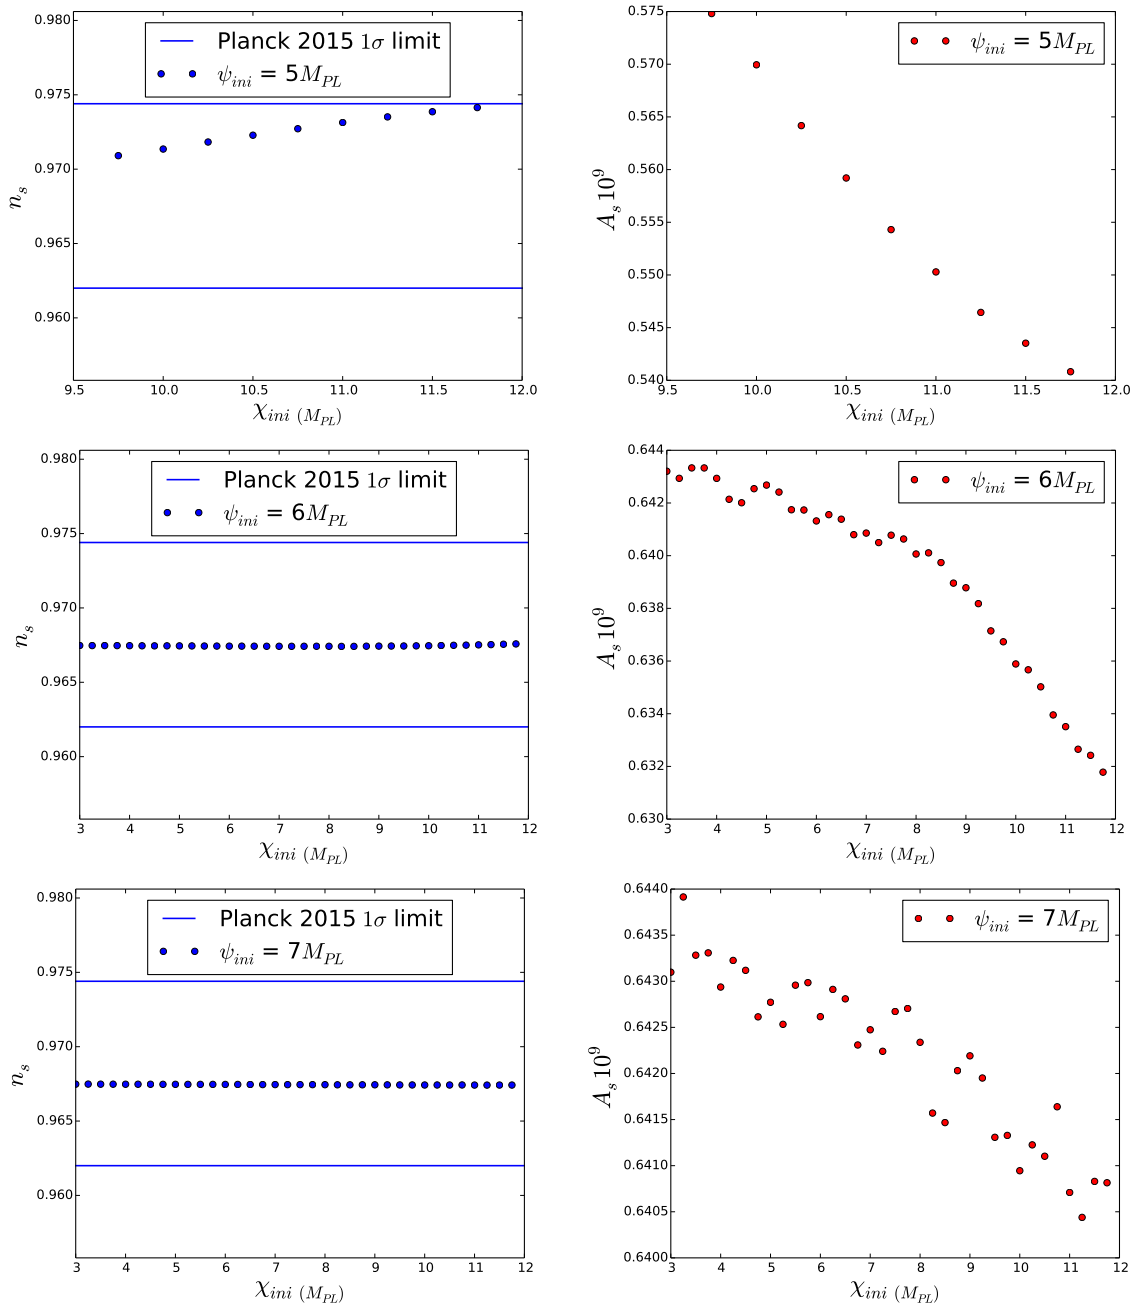 0.980
0.975
0.970
0.965
0.960
n_s
Planck 2015 1σ limit
ψ_ini = 5M_PL
9.5 10.0 10.5 11.0 11.5 12.0
χ_ini (M_PL)
0.575
0.570
0.565
0.560
0.555
0.550
0.545
0.540
A_s 10^9
ψ_ini = 5M_PL
9.5 10.0 10.5 11.0 11.5 12.0
χ_ini (M_PL)
0.980
0.975
0.970
0.965
0.960
n_s
Planck 2015 1σ limit
ψ_ini = 6M_PL
3 4 5 6 7 8 9 10 11 12
χ_ini (M_PL)
0.644
0.642
0.640
0.638
0.636
0.634
0.632
0.630
A_s 10^9
ψ_ini = 6M_PL
3 4 5 6 7 8 9 10 11 12
χ_ini (M_PL)
0.980
0.975
0.970
0.965
0.960
n_s
Planck 2015 1σ limit
ψ_ini = 7M_PL
3 4 5 6 7 8 9 10 11 12
χ_ini (M_PL)
0.6440
0.6435
0.6430
0.6425
0.6420
0.6415
0.6410
0.6405
0.6400
A_s 10^9
ψ_ini = 7M_PL
3 4 5 6 7 8 9 10 11 12
χ_ini (M_PL)